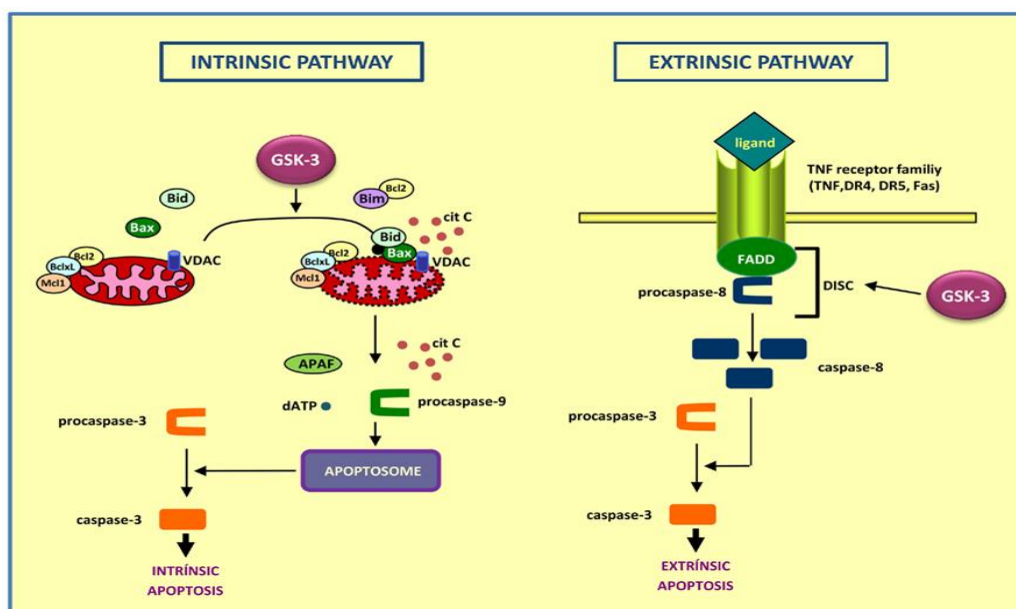 INTRINSIC PATHWAY
GSK-3
Bid
Bax
Bcl2
BclxL
Mcl1
VDAC
Bim
Bcl2
cit C
Bid
Bax
Bcl2
BclxL
Mcl1
VDAC
cit C
APAF
dATP
procaspase-9
procaspase-3
APOPTOSOME
caspase-3
INTRÍNSIC
APOPTOSIS
EXTRINSIC PATHWAY
ligand
TNF receptor familiy
(TNF,DR4, DR5, Fas)
FADD
procaspase-8
DISC
GSK-3
caspase-8
procaspase-3
caspase-3
EXTRÍNSIC
APOPTOSIS